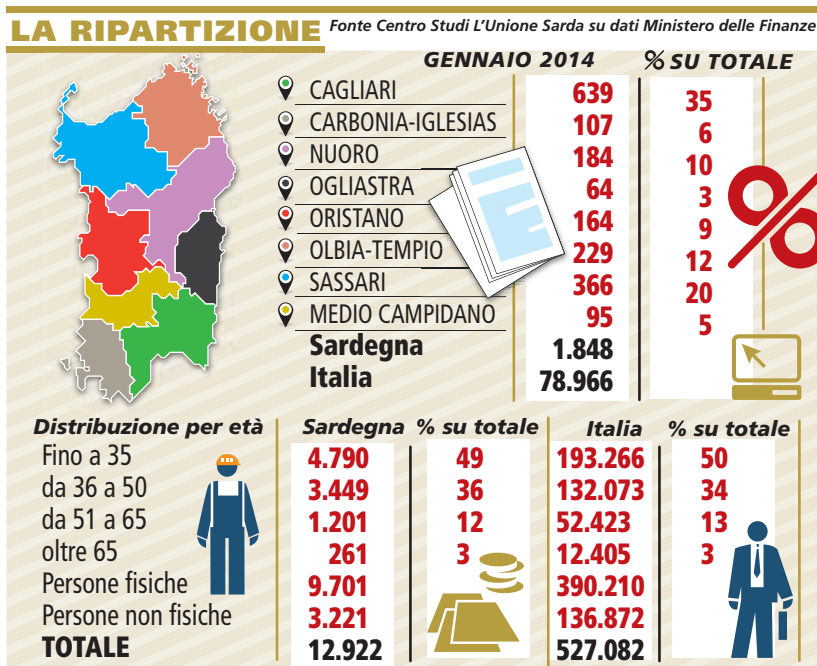 LA RIPARTIZIONE Fonte Centro Studi L'Unione Sarda su dati Ministero delle Finanze
GENNAIO 2014 % SU TOTALE
CAGLIARI 639 35
CARBONIA-IGLESIAS 107 6
NUORO 184 10
OGLIASTRA 64 3
ORISTANO 164 9
OLBIA-TEMPIO 229 12
SASSARI 366 20
MEDIO CAMPIDANO 95 5
Sardegna 1.848
Italia 78.966
%
Distribuzione per età Sardegna % su totale Italia % su totale
Fino a 35 4.790 49 193.266 50
da 36 a 50 3.449 36 132.073 34
da 51 a 65 1.201 12 52.423 13
oltre 65 261 3 12.405 3
Persone fisiche 9.701 390.210
Persone non fisiche 3.221 136.872
TOTALE 12.922 527.082